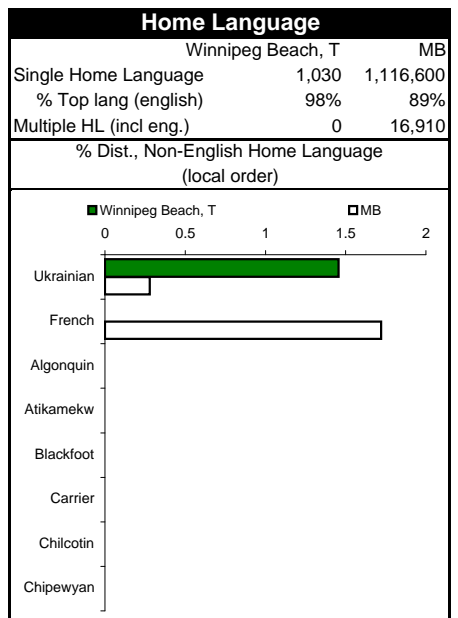 Home Language
Winnipeg Beach, T MB
Single Home Language 1,030 1,116,600
% Top lang (english) 98% 89%
Multiple HL (incl eng.) 0 16,910
% Dist., Non-English Home Language
(local order)
Winnipeg Beach, T MB
0 0.5 1 1.5 2
Ukrainian
French
Algonquin
Atikamekw
Blackfoot
Carrier
Chilcotin
Chipewyan